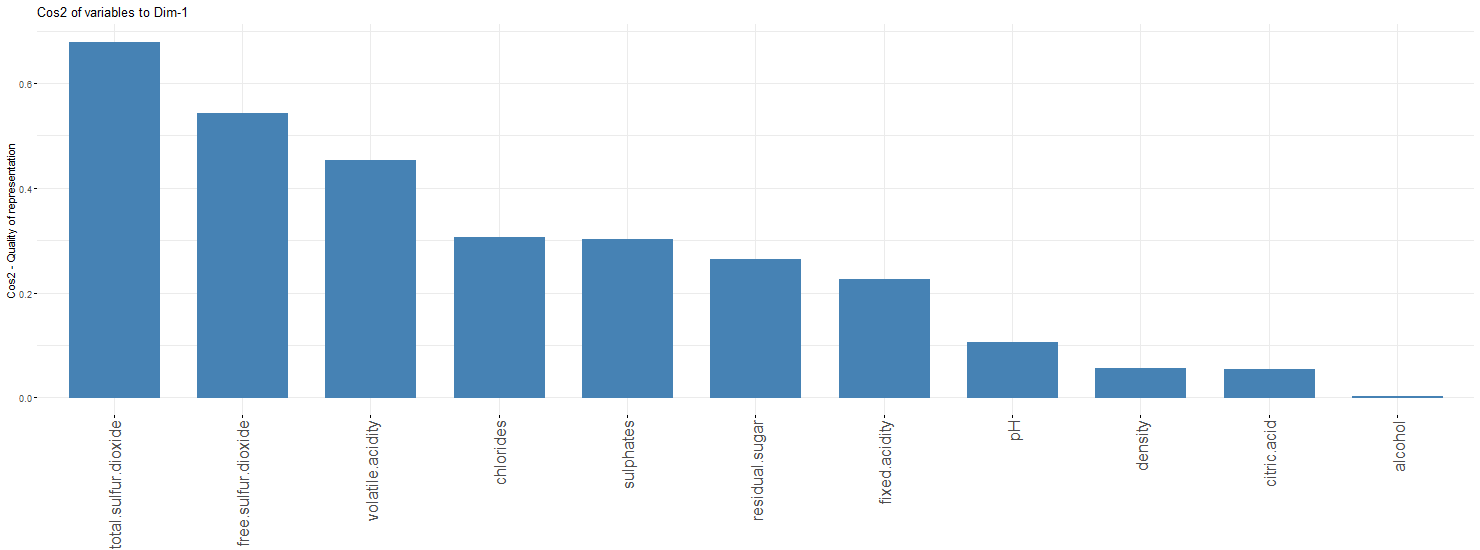 Cos2 of variables to Dim-1
Cos2 - Quality of representation
0.6
0.4
0.2
0.0
total.sulfur.dioxide
free.sulfur.dioxide
volatile.acidity
chlorides
sulphates
residual.sugar
fixed.acidity
pH
density
citric.acid
alcohol